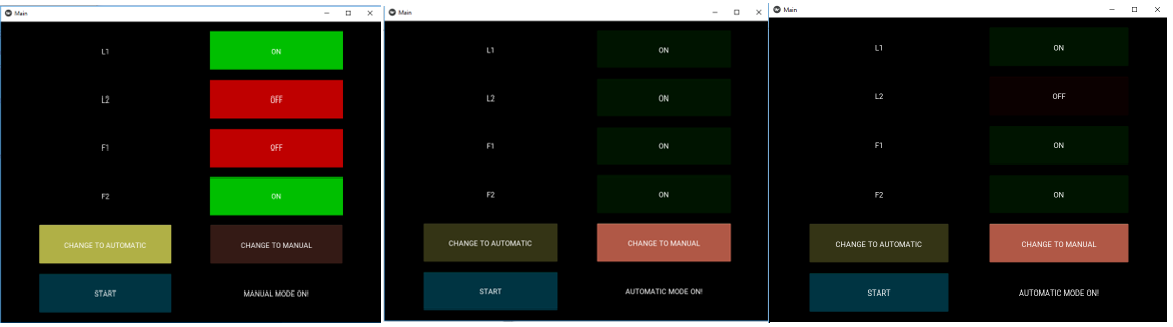 Main
L1 ON
L2 OFF
F1 OFF
F2 ON
CHANGE TO AUTOMATIC CHANGE TO MANUAL
START MANUAL MODE ON!
Main
L1 ON
L2 ON
F1 ON
F2 ON
CHANGE TO AUTOMATIC CHANGE TO MANUAL
START AUTOMATIC MODE ON!
Main
L1 ON
L2 OFF
F1 ON
F2 ON
CHANGE TO AUTOMATIC CHANGE TO MANUAL
START AUTOMATIC MODE ON!